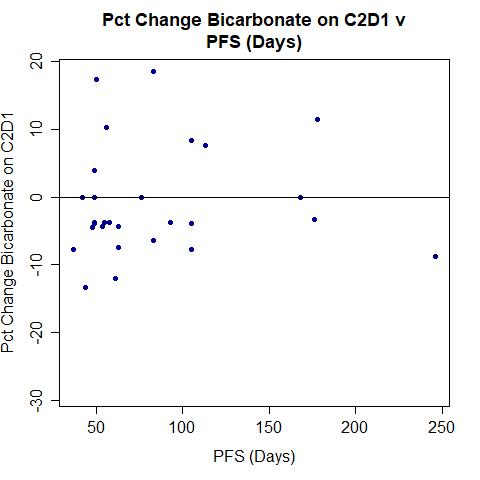 Pct Change Bicarbonate on C2D1 v
PFS (Days)
Pct Change Bicarbonate on C2D1
20
10
0
-10
-20
-30
50
100
150
200
250
PFS (Days)